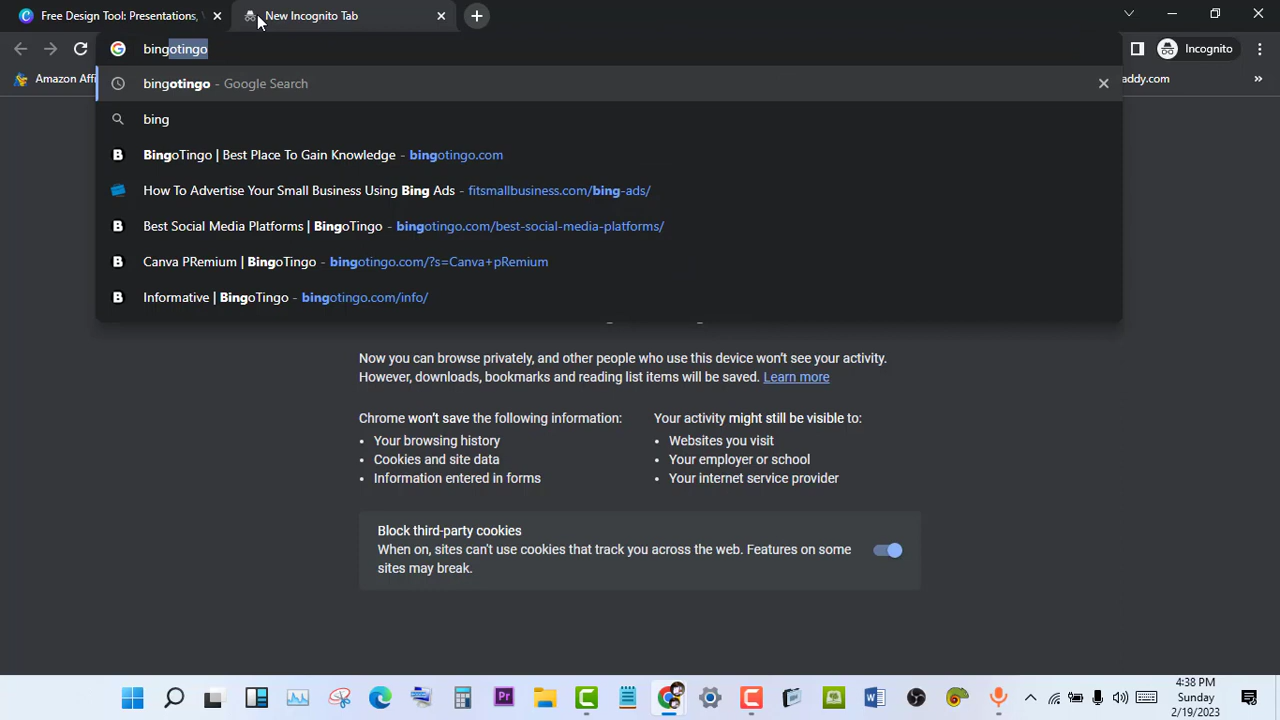 Free Design Tool: Presentations,
New Incognito Tab
bingotingo
Incognito
Amazon Affi
addy.com
bingotingo - Google Search
bing
BingoTingo | Best Place To Gain Knowledge - bingotingo.com
How To Advertise Your Small Business Using Bing Ads - fitsmallbusiness.com/bing-ads/
Best Social Media Platforms | BingoTingo - bingotingo.com/best-social-media-platforms/
Canva PRemium | BingoTingo - bingotingo.com/?s=Canva+pRemium
Informative | BingoTingo - bingotingo.com/info/
Now you can browse privately, and other people who use this device won't see your activity.
However, downloads, bookmarks and reading list items will be saved. Learn more
Chrome won't save the following information:
• Your browsing history
• Cookies and site data
• Information entered in forms
Your activity might still be visible to:
• Websites you visit
• Your employer or school
• Your internet service provider
Block third-party cookies
When on, sites can't use cookies that track you across the web. Features on some
sites may break.
4:38 PM
Sunday
2/19/2023